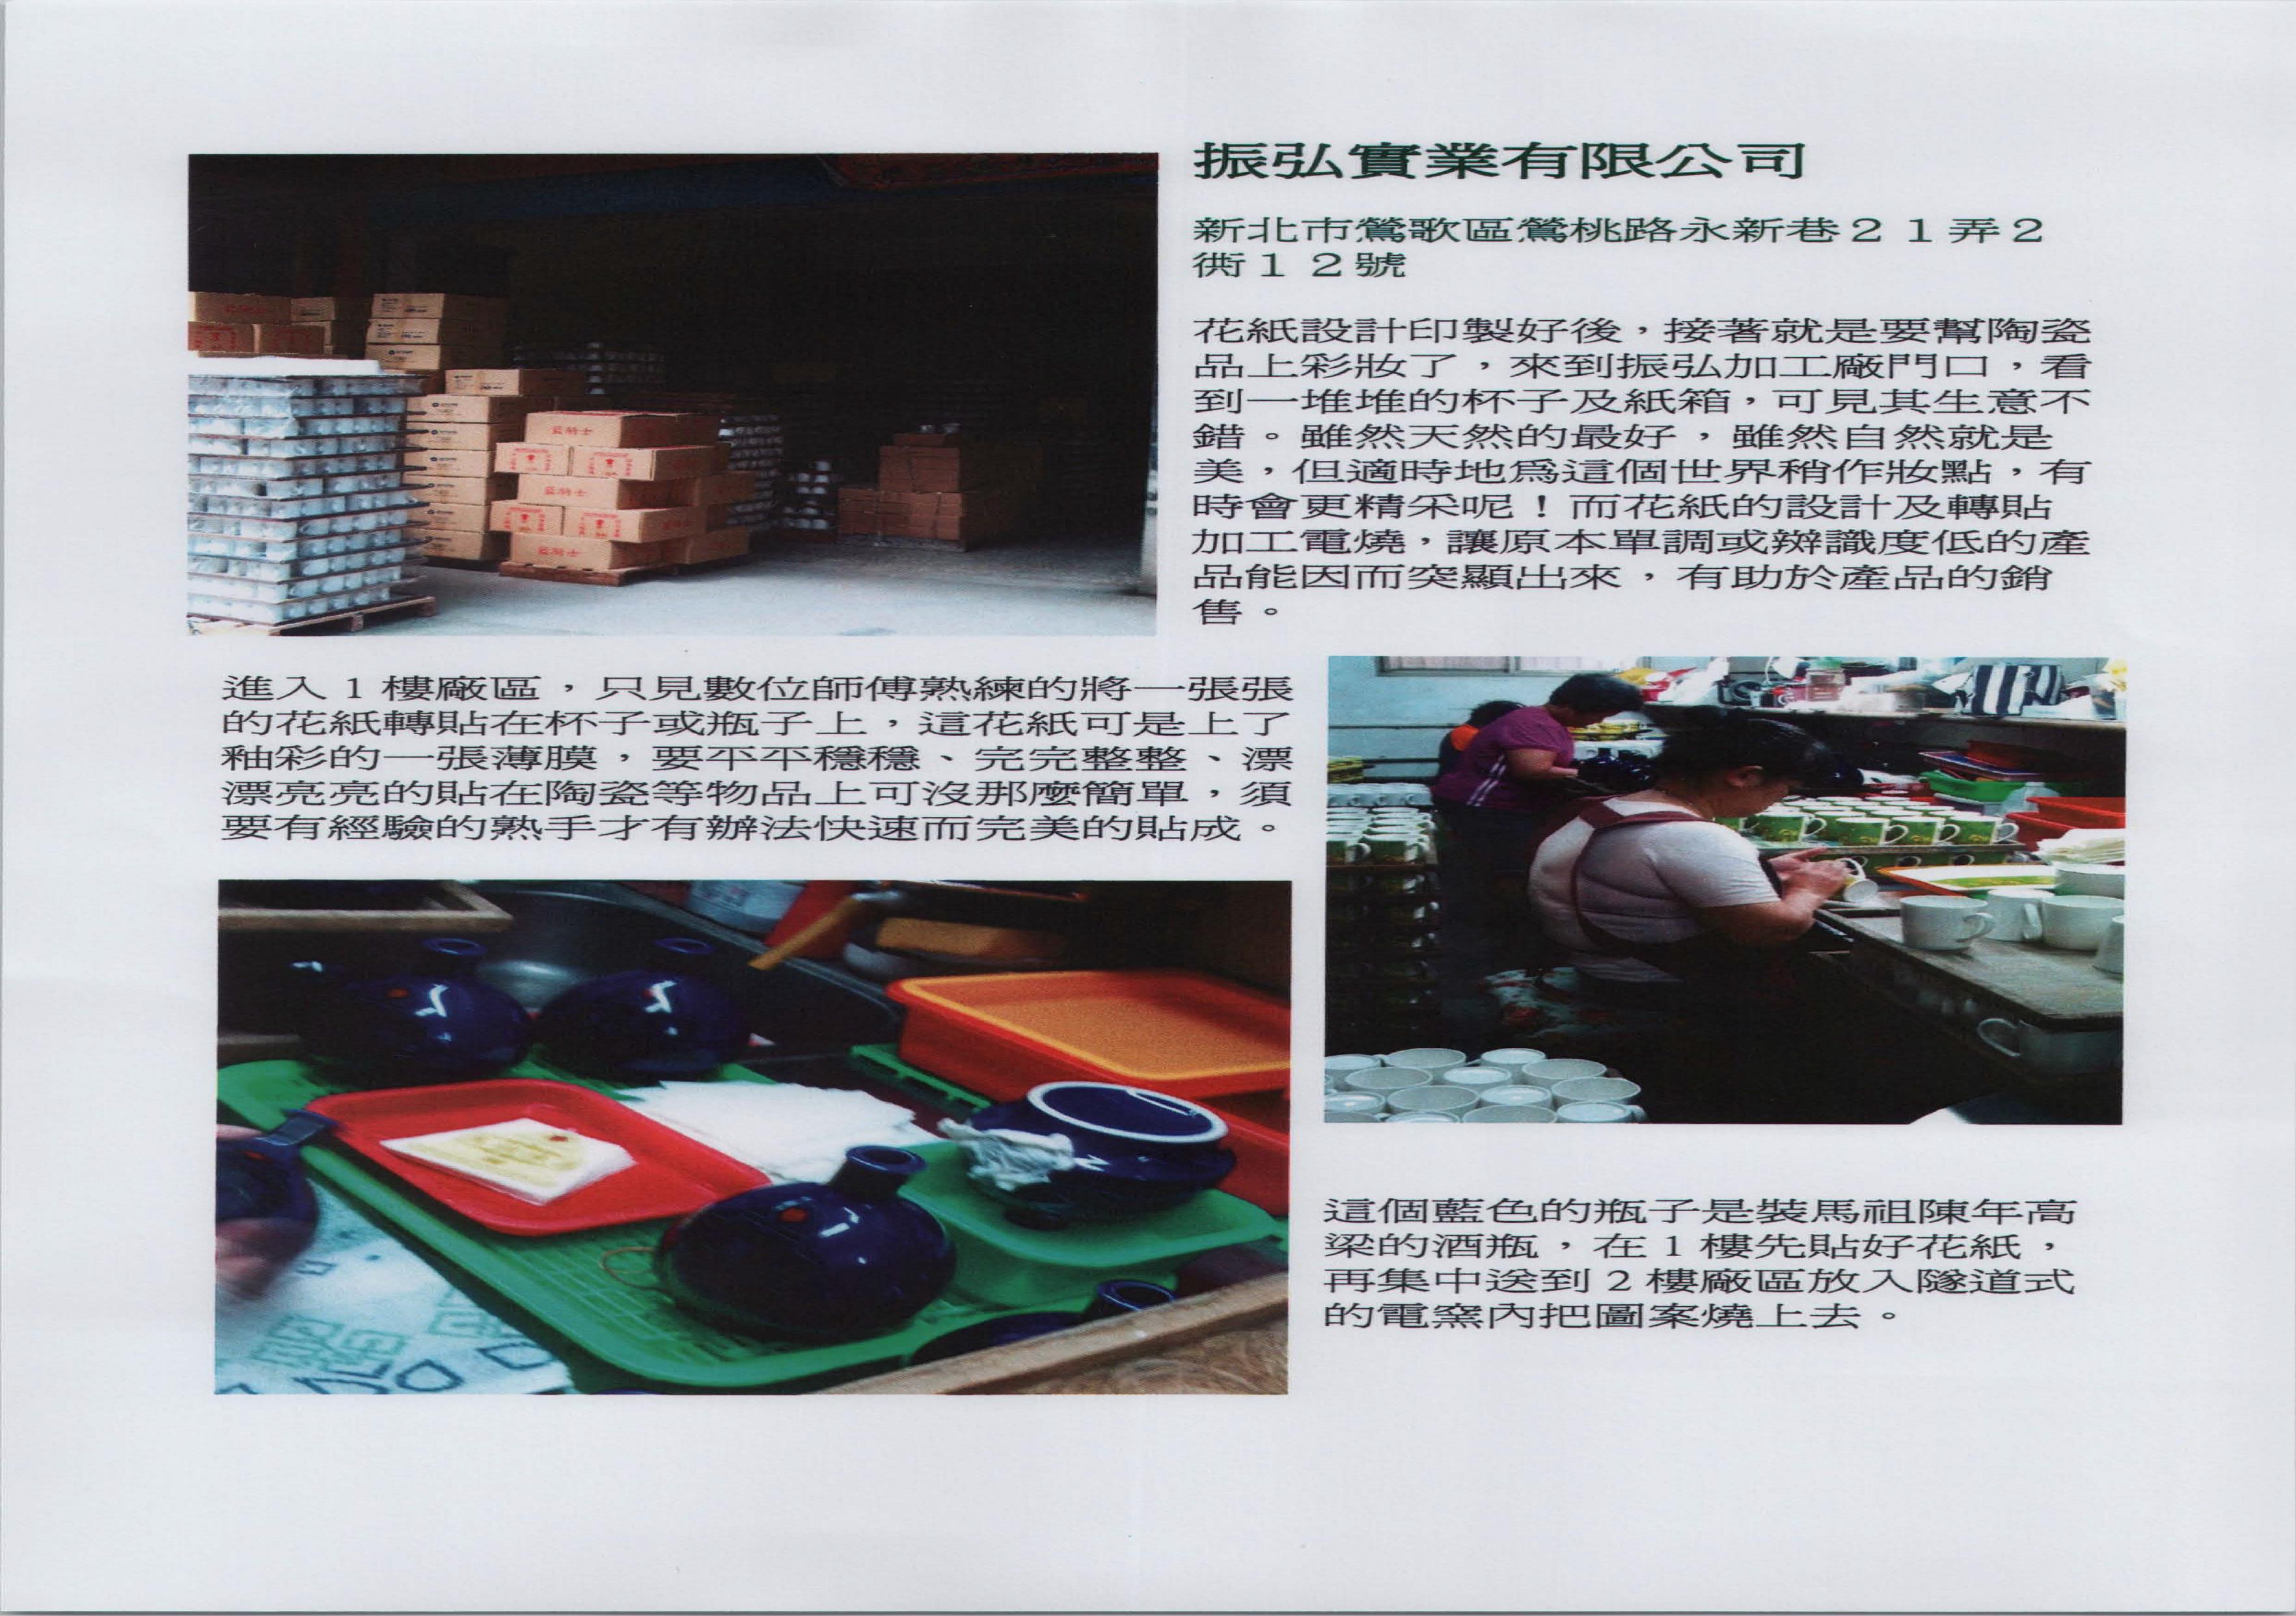 振弘實業有限公司
新北市鶯歌區鶯桃路永新巷２１弄２
衖１２號
花紙設計印製好後，接著就是要幫陶瓷
品上彩妝了，來到振弘加工廠門口，看
到一堆堆的杯子及紙箱，可見其生意不
錯。雖然天然的最好，雖然自然就是
美，但適時地為這個世界稍作妝點，有
時會更精采呢！而花紙的設計及轉貼
加工電燒，讓原本單調或辨識度低的產
品能因而突顯出來，有助於產品的銷
售。
進入1樓廠區，只見數位師傅熟練的將一張張
的花紙轉貼在杯子或瓶子上，這花紙可是上了
釉彩的一張薄膜，要平平穩穩、完完整整、漂
漂亮亮的貼在陶瓷等物品上可沒那麼簡單，須
要有經驗的熟手才有辦法快速而完美的貼成。
這個藍色的瓶子是裝馬祖陳年高
梁的酒瓶，在1樓先貼好花紙，
再集中送到2樓廠區放入隧道式
的電窯內把圖案燒上去。